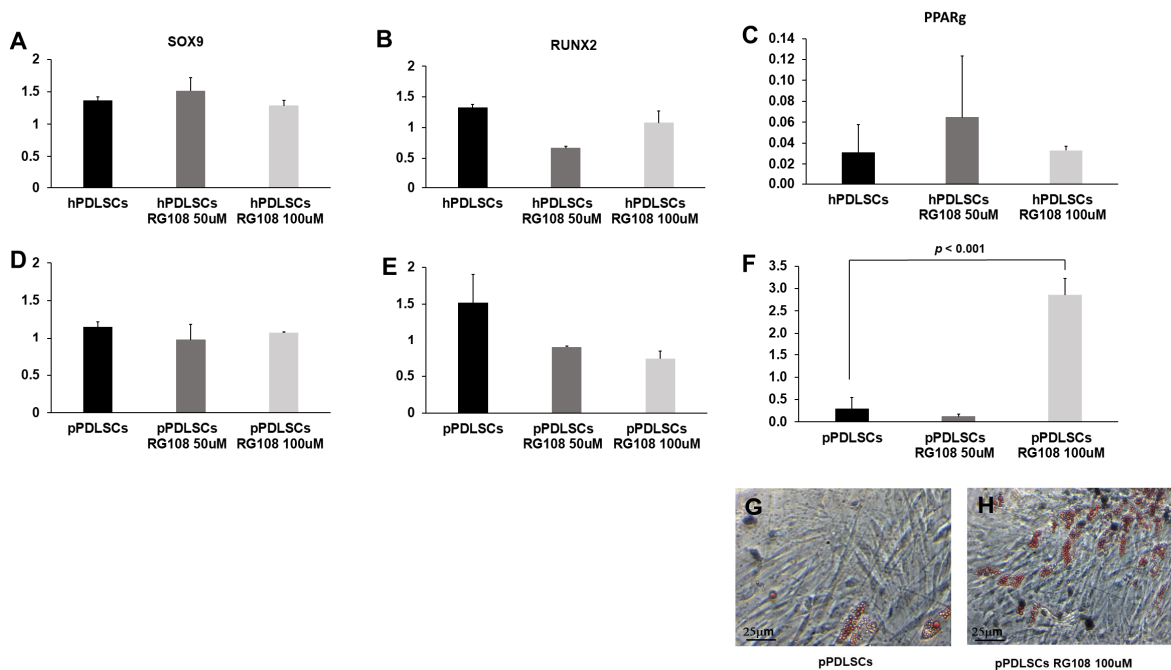 A
SOX9
2
1.5
1
0.5
0
hPDLSCs
hPDLSCs
RG108 50uM
hPDLSCs
RG108 100uM
B
RUNX2
2
1.5
1
0.5
0
hPDLSCs
hPDLSCs
RG108 50uM
hPDLSCs
RG108 100uM
C
PPARg
0.14
0.12
0.10
0.08
0.06
0.04
0.02
0.00
hPDLSCs
hPDLSCs
RG108 50uM
hPDLSCs
RG108 100uM
D
2
1.5
1
0.5
0
pPDLSCs
pPDLSCs
RG108 50uM
pPDLSCs
RG108 100uM
E
2
1.5
1
0.5
0
pPDLSCs
pPDLSCs
RG108 50uM
pPDLSCs
RG108 100uM
F
p < 0.001
3.5
3.0
2.5
2.0
1.5
1.0
0.5
0.0
pPDLSCs
pPDLSCs
RG108 50uM
pPDLSCs
RG108 100uM
G
25µm
pPDLSCs
H
25µm
pPDLSCs RG108 100uM